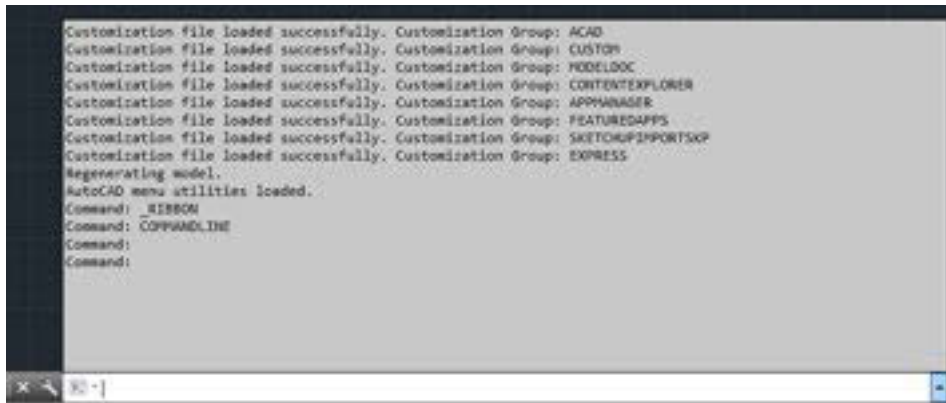 Customization file loaded successfully. Customization Group: ACAD
Customization file loaded successfully. Customization Group: CUSTOM
Customization file loaded successfully. Customization Group: MODELDOC
Customization file loaded successfully. Customization Group: CONTENTEXPLORER
Customization file loaded successfully. Customization Group: APPMANAGER
Customization file loaded successfully. Customization Group: FEATUREDAPPS
Customization file loaded successfully. Customization Group: SKETCHUPIMPORTSKP
Customization file loaded successfully. Customization Group: EXPRESS
Regenerating model.
AutoCAD menu utilities loaded.
Command: _RIBBON
Command: COMMANDLINE
Command:
Command: